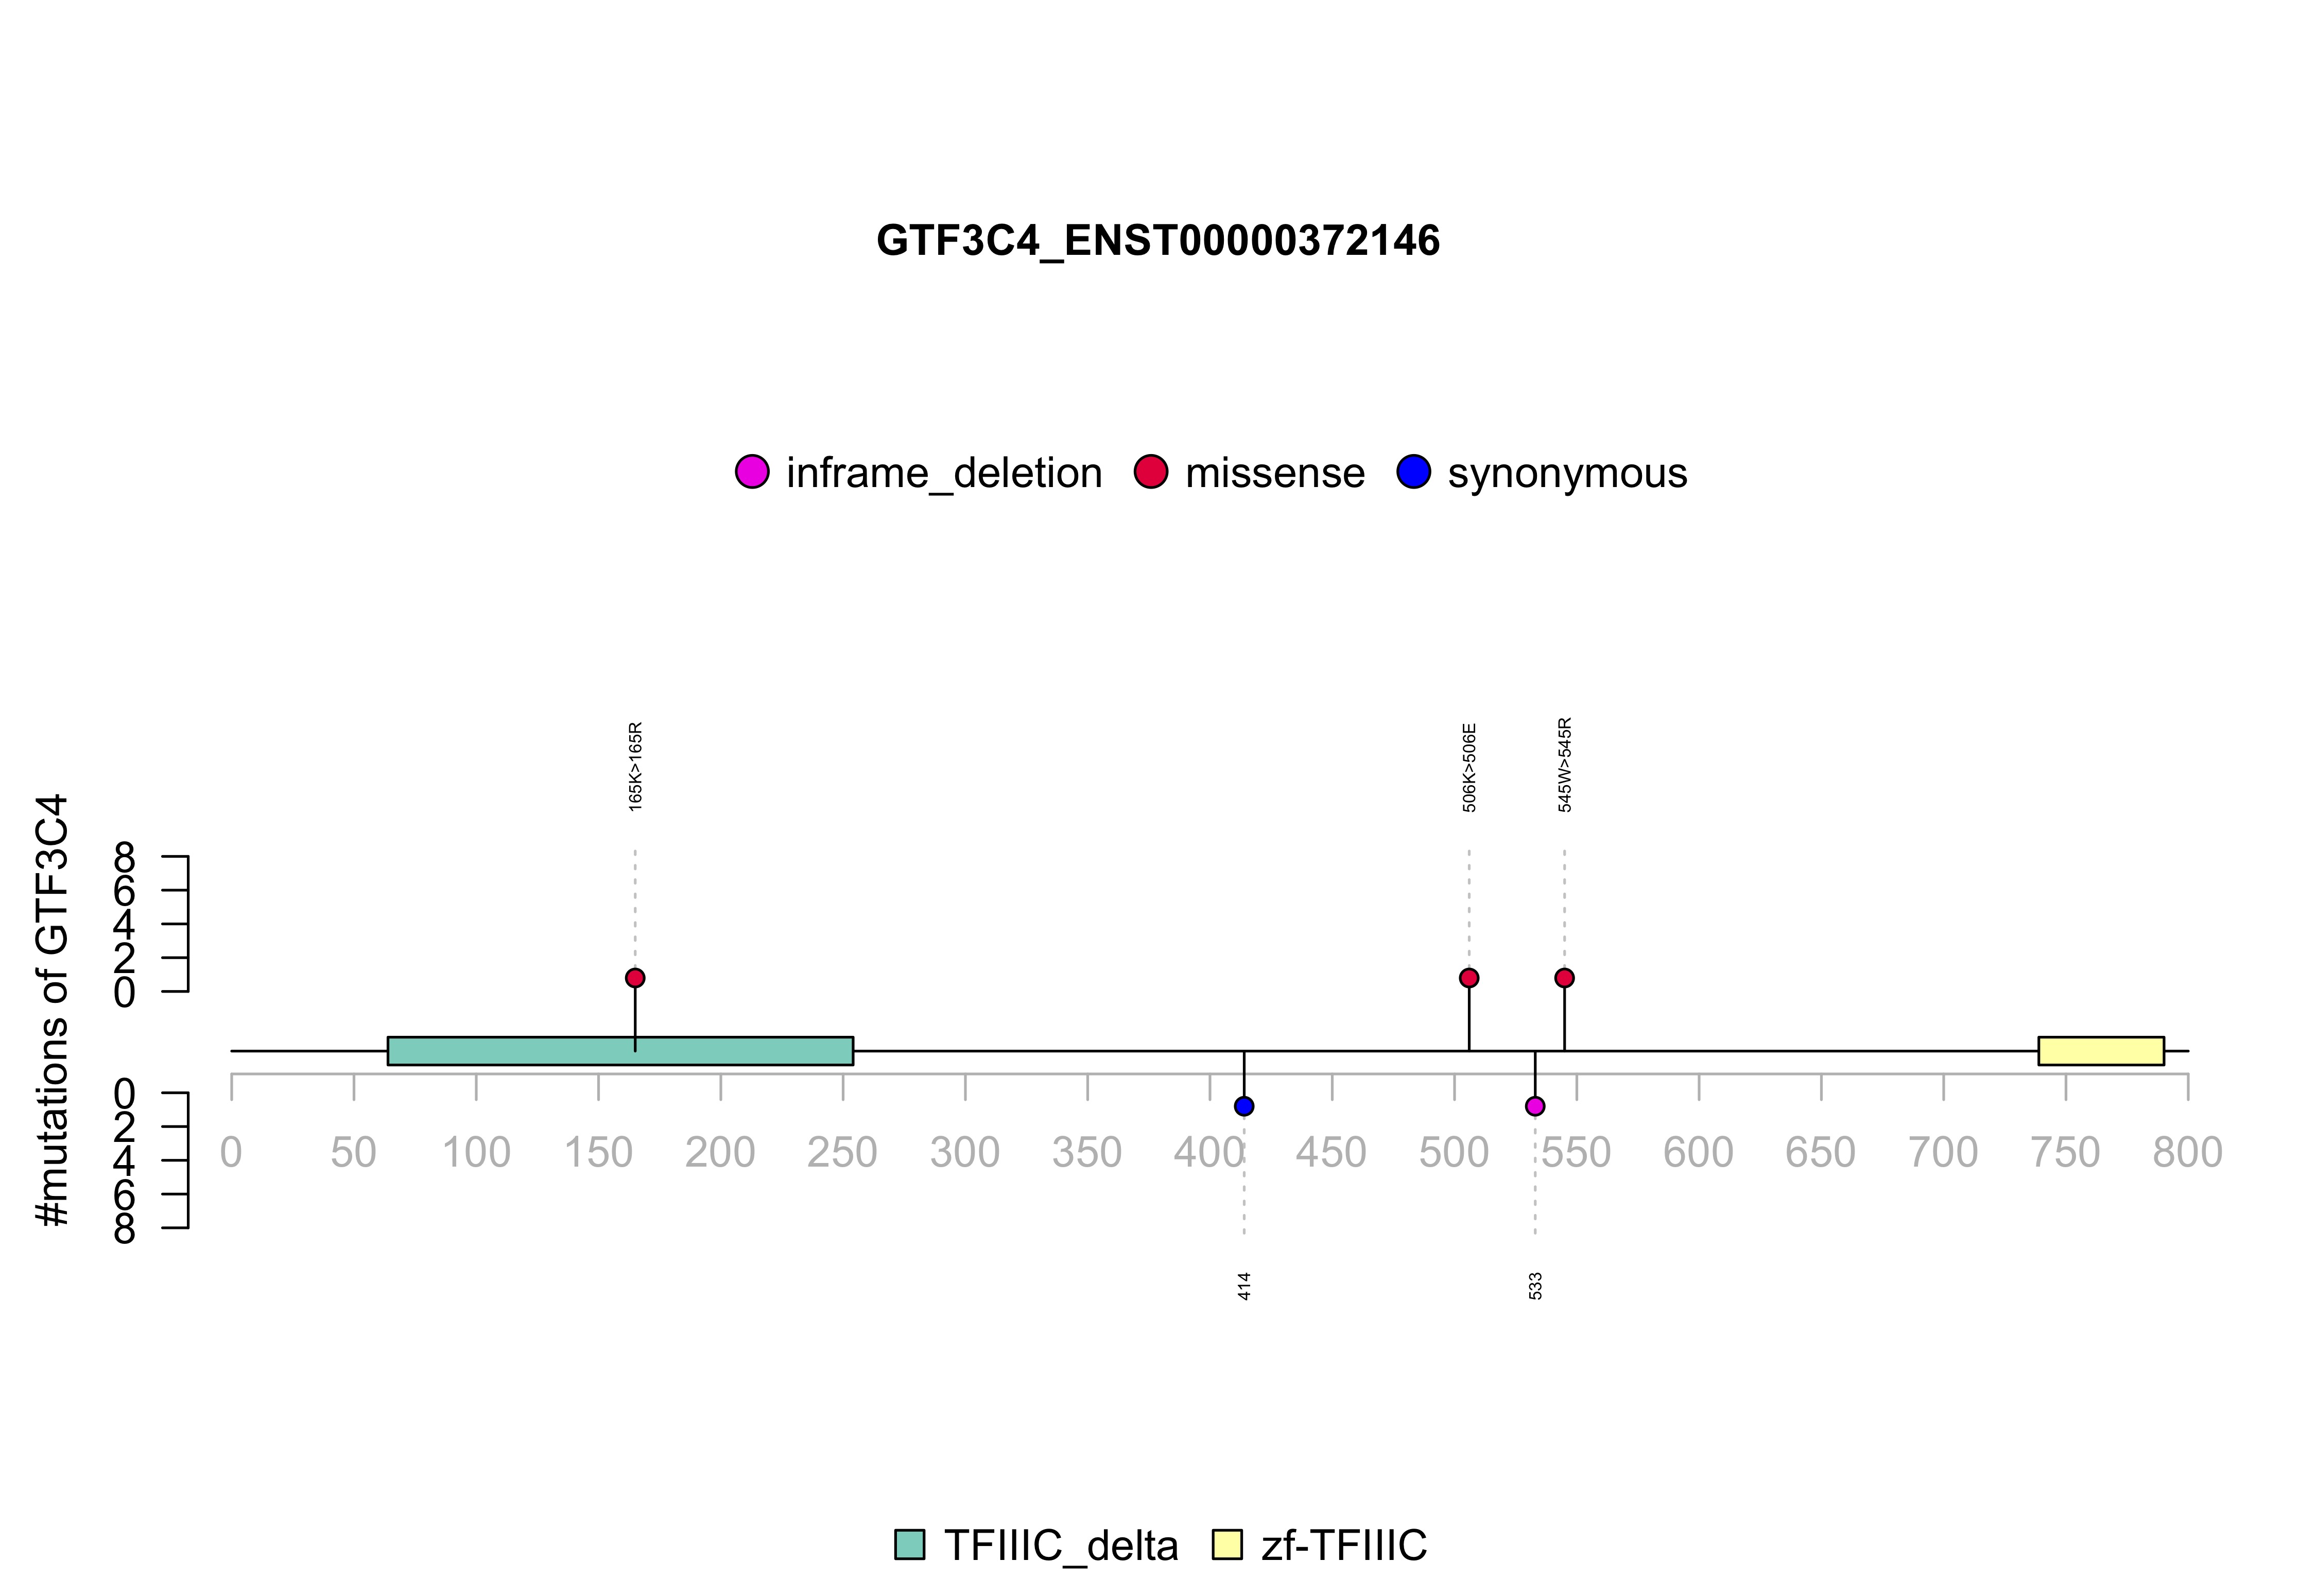 GTF3C4_ENST00000372146
inframe_deletion missense synonymous
165K>165R 506K>506E 545W>545R
#mutations of GTF3C4
8
6
4
2
0
0
2
4
6
8
0 50 100 150 200 250 300 350 400 450 500 550 600 650 700 750 800
414 533
TFIIIC_delta zf-TFIIIC